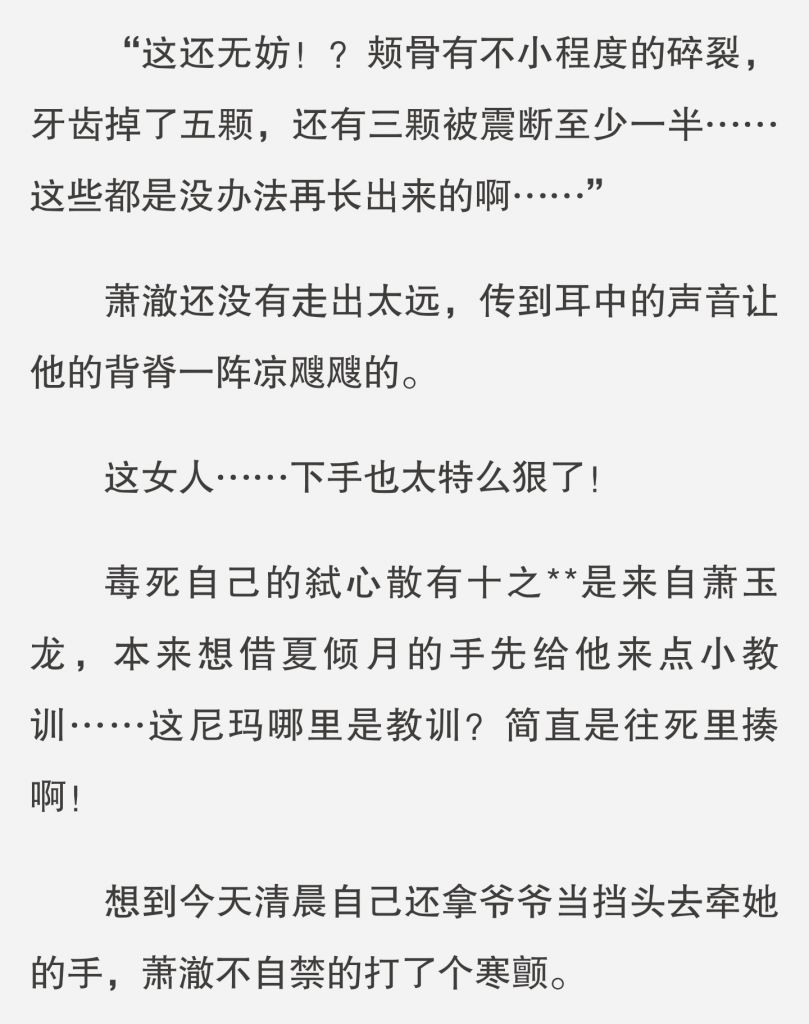 “这还无妨！？颊骨有不小程度的碎裂，
牙齿掉了五颗，还有三颗被震断至少一半……
这些都是没办法再长出来的啊……”
萧澈还没有走出太远，传到耳中的声音让
他的背脊一阵凉飕飕的。
这女人……下手也太特么狠了！
毒死自己的弑心散有十之**是来自萧玉
龙，本来想借夏倾月的手先给他来点小教
训……这尼玛哪里是教训？简直是往死里揍
啊！
想到今天清晨自己还拿爷爷当挡头去牵她
的手，萧澈不自禁的打了个寒颤。